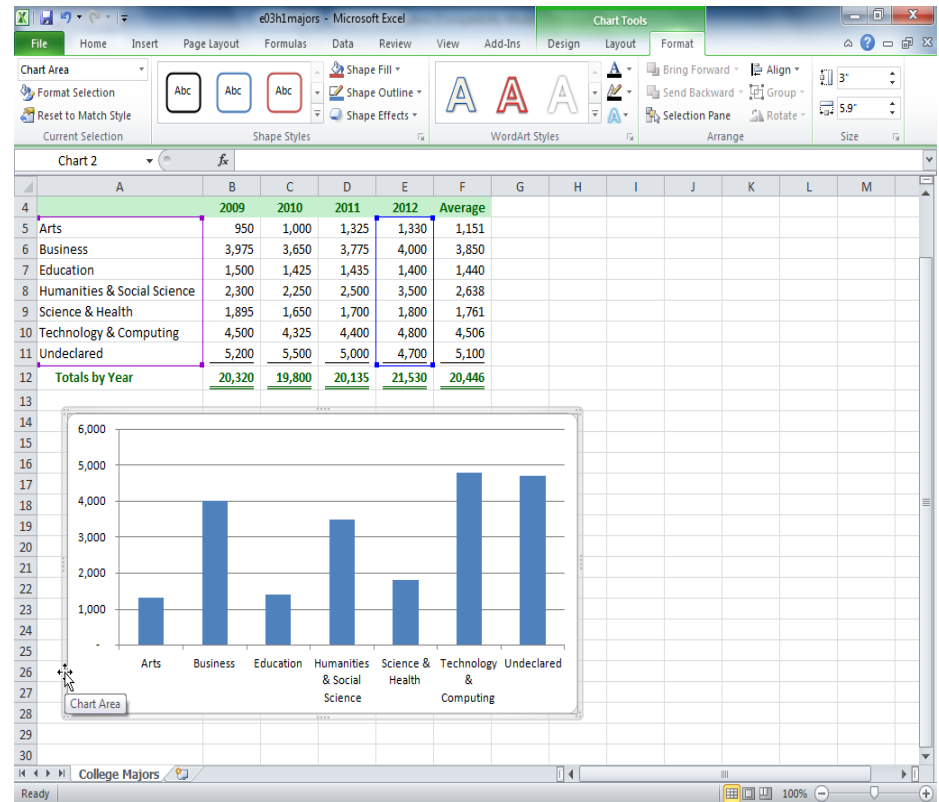 e03h1majors - Microsoft Excel
Chart Tools
File Home Insert Page Layout Formulas Data Review View Add-Ins Design Layout Format
Chart Area
Format Selection
Reset to Match Style
Current Selection
Abc Abc Abc
Shape Fill
Shape Outline
Shape Effects
Shape Styles
A A A
WordArt Styles
Bring Forward
Send Backward
Selection Pane
Align
Group
Rotate
Arrange
3"
5.9"
Size
Chart 2 fx
A B C D E F G H I J K L M
4 2009 2010 2011 2012 Average
5 Arts 950 1,000 1,325 1,330 1,151
6 Business 3,975 3,650 3,775 4,000 3,850
7 Education 1,500 1,425 1,435 1,400 1,440
8 Humanities & Social Science 2,300 2,250 2,500 3,500 2,638
9 Science & Health 1,895 1,650 1,700 1,800 1,761
10 Technology & Computing 4,500 4,325 4,400 4,800 4,506
11 Undeclared 5,200 5,500 5,000 4,700 5,100
12 Totals by Year 20,320 19,800 20,135 21,530 20,446
13
14
15
16
17
18
19
20
21
22
23
24
25
26
27
28
29
30
6,000
5,000
4,000
3,000
2,000
1,000
-
Arts
Business
Education
Humanities
& Social
Science
Science &
Health
Technology
&
Computing
Undeclared
Chart Area
College Majors
Ready
100%